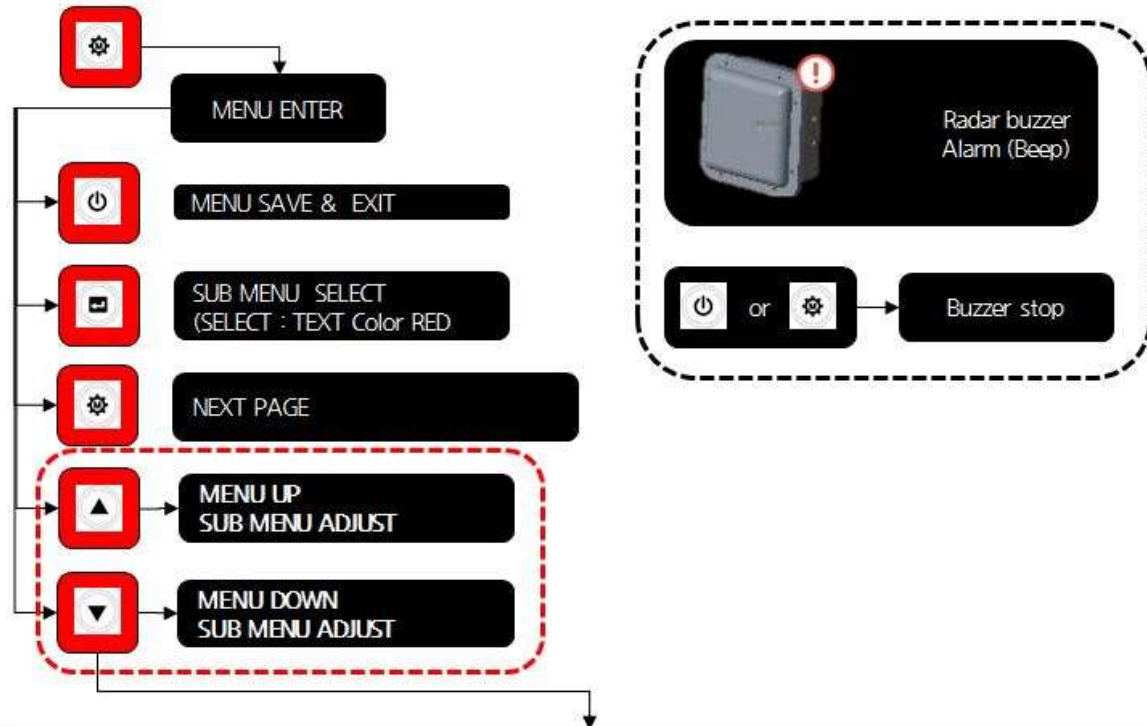 MENU ENTER
MENU SAVE & EXIT
SUB MENU SELECT
(SELECT : TEXT Color RED
NEXT PAGE
MENU UP
SUB MENU ADJUST
MENU DOWN
SUB MENU ADJUST
Radar buzzer
Alarm (Beep)
or
Buzzer stop